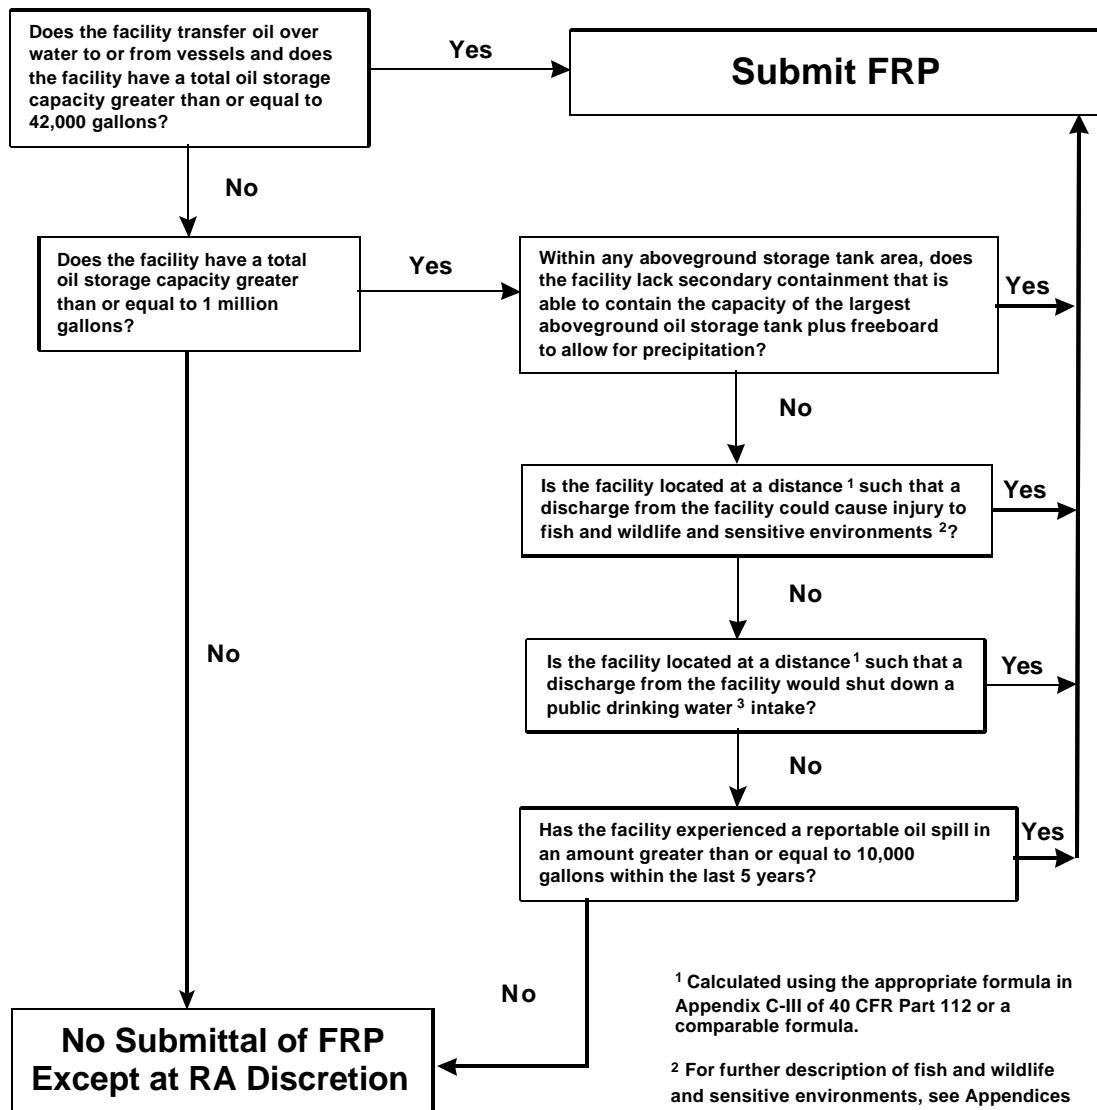 Does the facility transfer oil over
water to or from vessels and does
the facility have a total oil storage
capacity greater than or equal to
42,000 gallons?
Yes
Submit FRP
No
Does the facility have a total
oil storage capacity greater
than or equal to 1 million
gallons?
Yes
Within any aboveground storage tank area, does
the facility lack secondary containment that is
able to contain the capacity of the largest
aboveground oil storage tank plus freeboard
to allow for precipitation?
Yes
No
Is the facility located at a distance 1 such that a
discharge from the facility could cause injury to
fish and wildlife and sensitive environments 2?
Yes
No
No
Is the facility located at a distance 1 such that a
discharge from the facility would shut down a
public drinking water 3 intake?
Yes
No
Has the facility experienced a reportable oil spill in
an amount greater than or equal to 10,000
gallons within the last 5 years?
Yes
No
No Submittal of FRP
Except at RA Discretion
1 Calculated using the appropriate formula in
Appendix C-III of 40 CFR Part 112 or a
comparable formula.
2 For further description of fish and wildlife
and sensitive environments, see Appendices